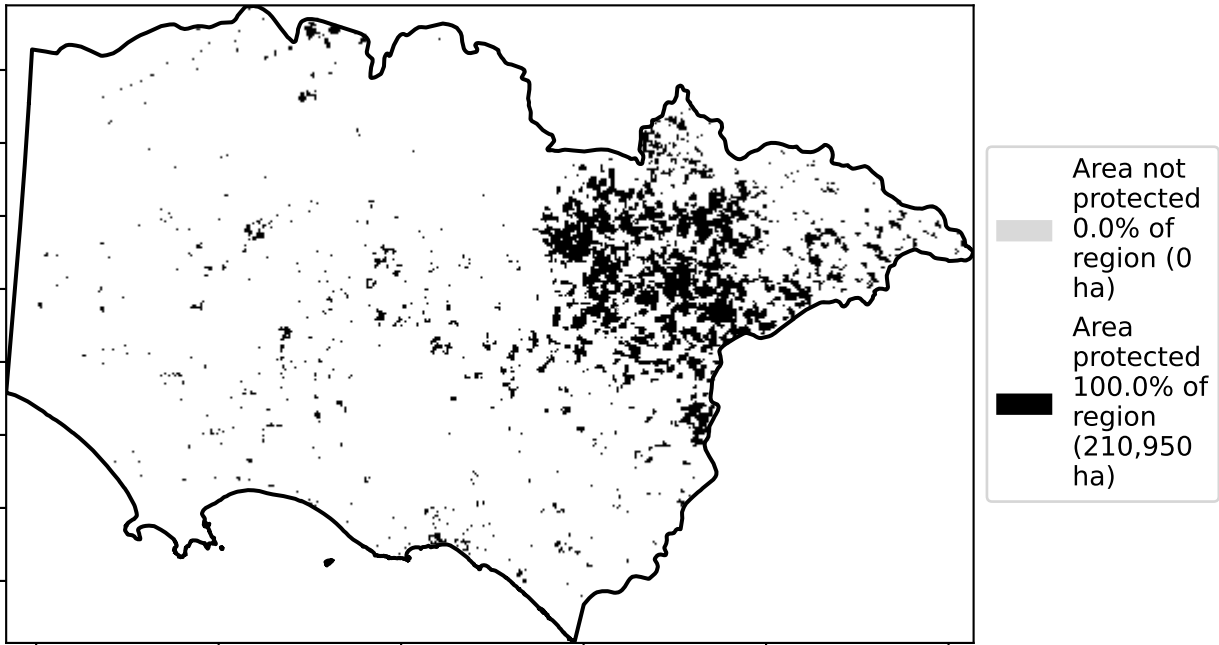 Area not
protected
0.0% of
region (0
ha)
Area
protected
100.0% of
region
(210,950
ha)